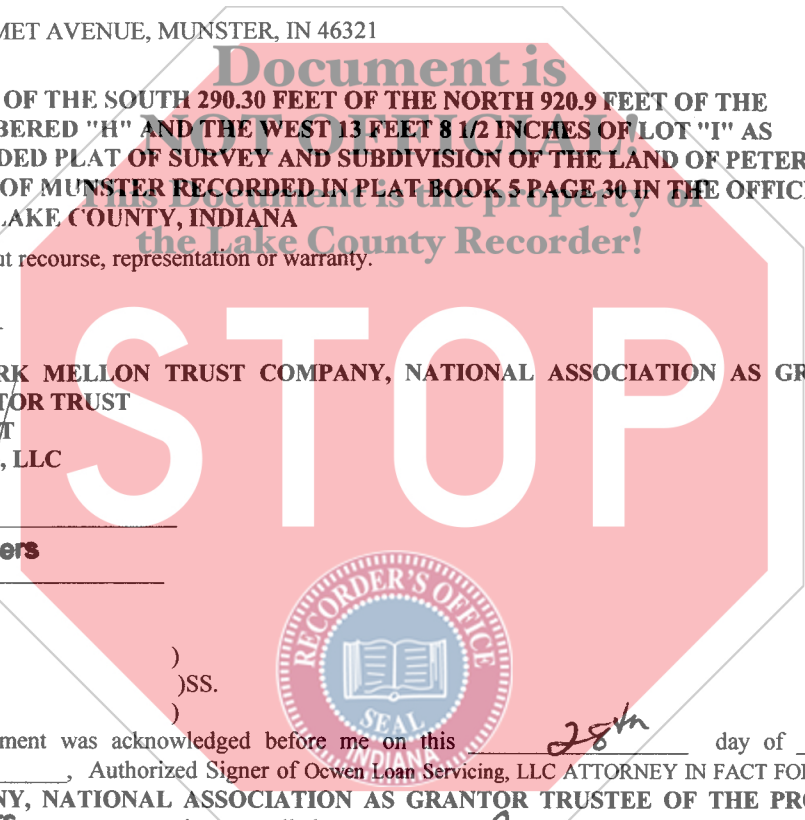 MET AVENUE, MUNSTER, IN 46321
Document is
OF THE SOUTH 290.30 FEET OF THE NORTH 920.9 FEET OF THE
NOT OFFICIAL!
BERED "H" AND THE WEST 13 FEET 8 1/2 INCHES OF LOT "I" AS
DED PLAT OF SURVEY AND SUBDIVISION OF THE LAND OF PETER
This Document is the property of
OF MUNSTER RECORDED IN PLAT BOOK 5 PAGE 30 IN THE OFFIC
LAKE COUNTY, INDIANA
the Lake County Recorder!
ut recourse, representation or warranty.
STOP
RK MELLON TRUST COMPANY, NATIONAL ASSOCIATION AS GR
TOR TRUST
T
, LLC
ers
RECORDER'S OFFICE
)
)SS.
)
SEAL
INDIANA
ment was acknowledged before me on this 28th day of
, Authorized Signer of Ocwen Loan Servicing, LLC ATTORNEY IN FACT FO
NY, NATIONAL ASSOCIATION AS GRANTOR TRUSTEE OF THE PRO